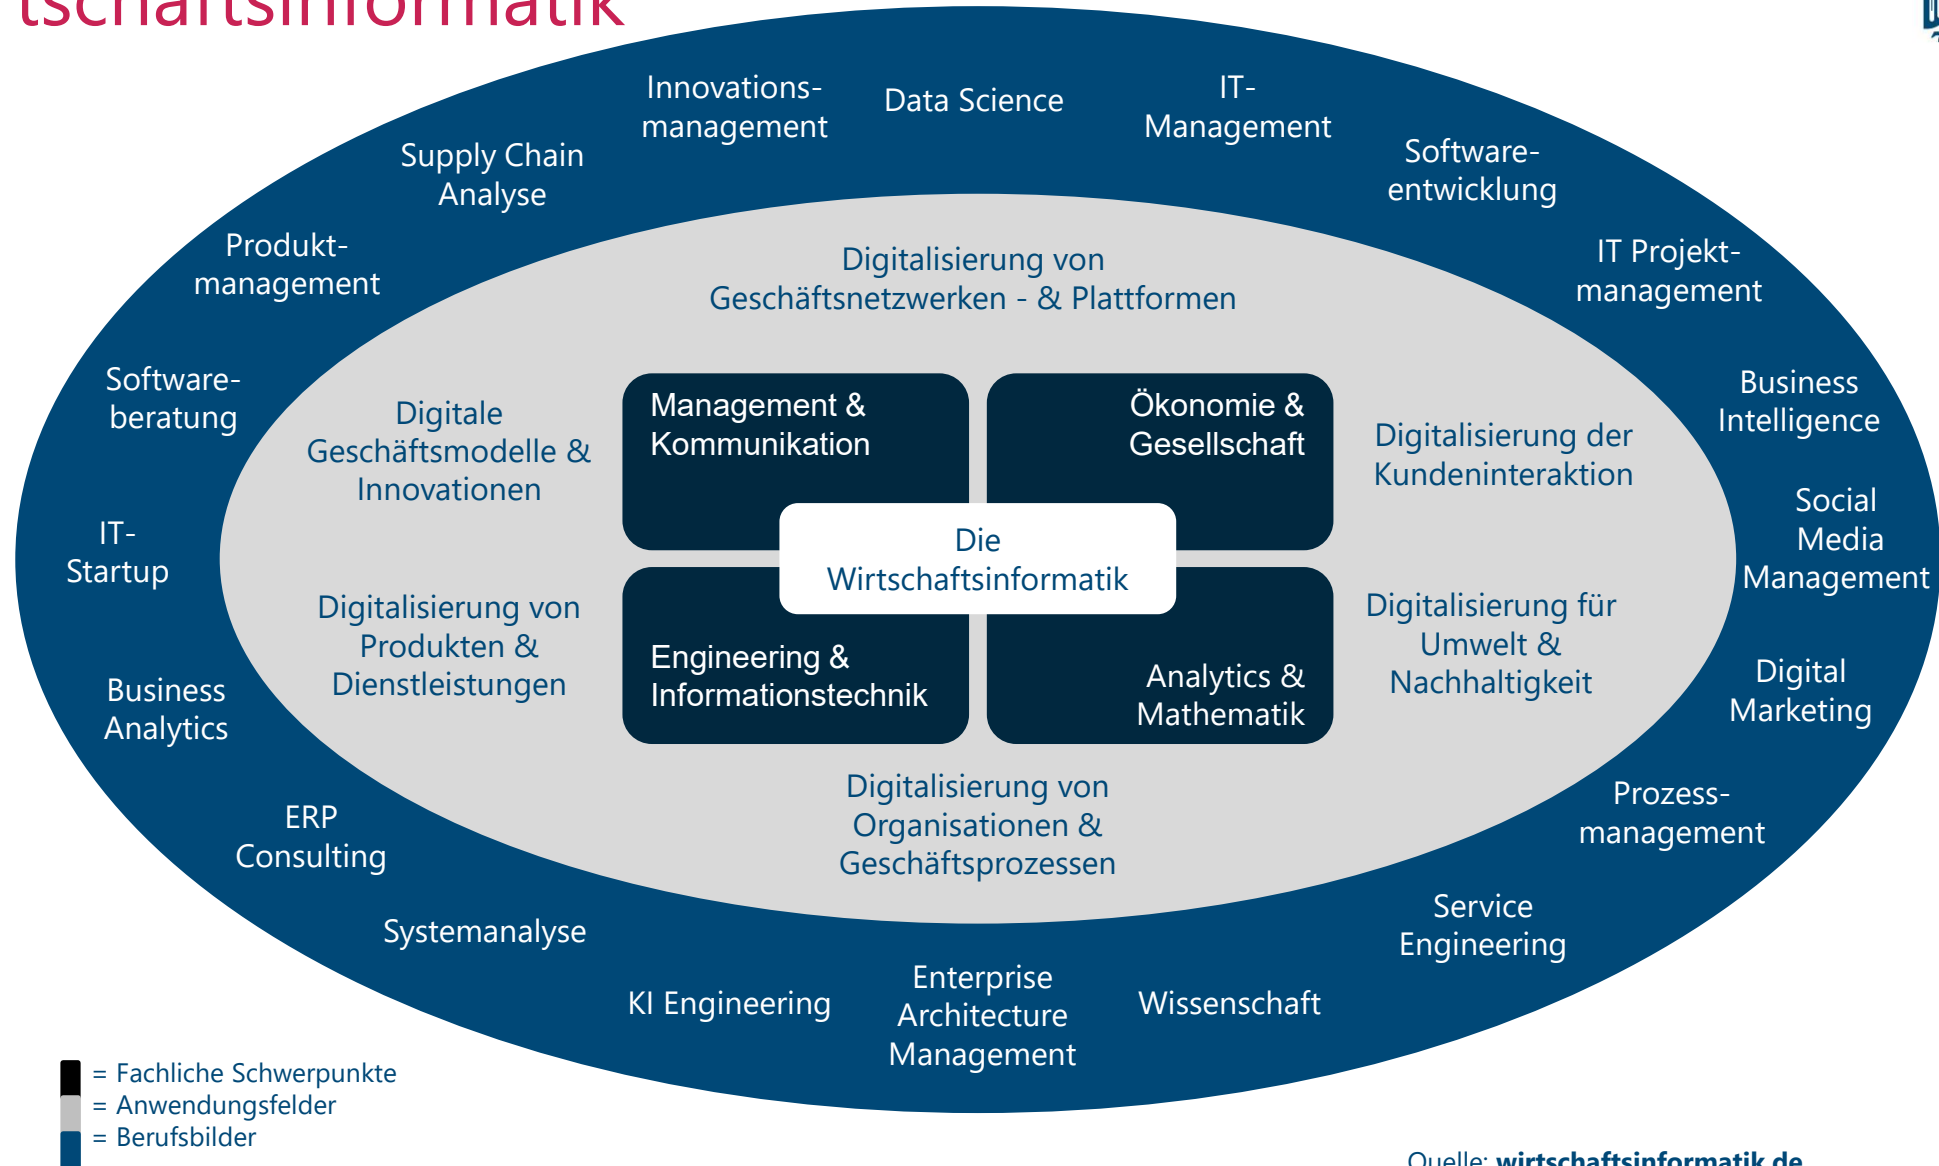 tschaftsinformatik
Innovations-
management
Data Science
IT-
Management
Supply Chain
Analyse
Software-
entwicklung
Produkt-
management
IT Projekt-
management
Digitalisierung von
Geschäftsnetzwerken - & Plattformen
Software-
beratung
Business
Intelligence
Digitale
Geschäftsmodelle &
Innovationen
Management &
Kommunikation
Ökonomie &
Gesellschaft
Digitalisierung der
Kundeninteraktion
IT-
Startup
Die
Wirtschaftsinformatik
Social
Media
Management
Digitalisierung von
Produkten &
Dienstleistungen
Engineering &
Informationstechnik
Analytics &
Mathematik
Digitalisierung für
Umwelt &
Nachhaltigkeit
Business
Analytics
Digital
Marketing
Digitalisierung von
Organisationen &
Geschäftsprozessen
ERP
Consulting
Prozess-
management
Systemanalyse
Service
Engineering
KI Engineering
Enterprise
Architecture
Management
Wissenschaft
= Fachliche Schwerpunkte
= Anwendungsfelder
= Berufsbilder
Quelle: wirtschaftsinformatik.de